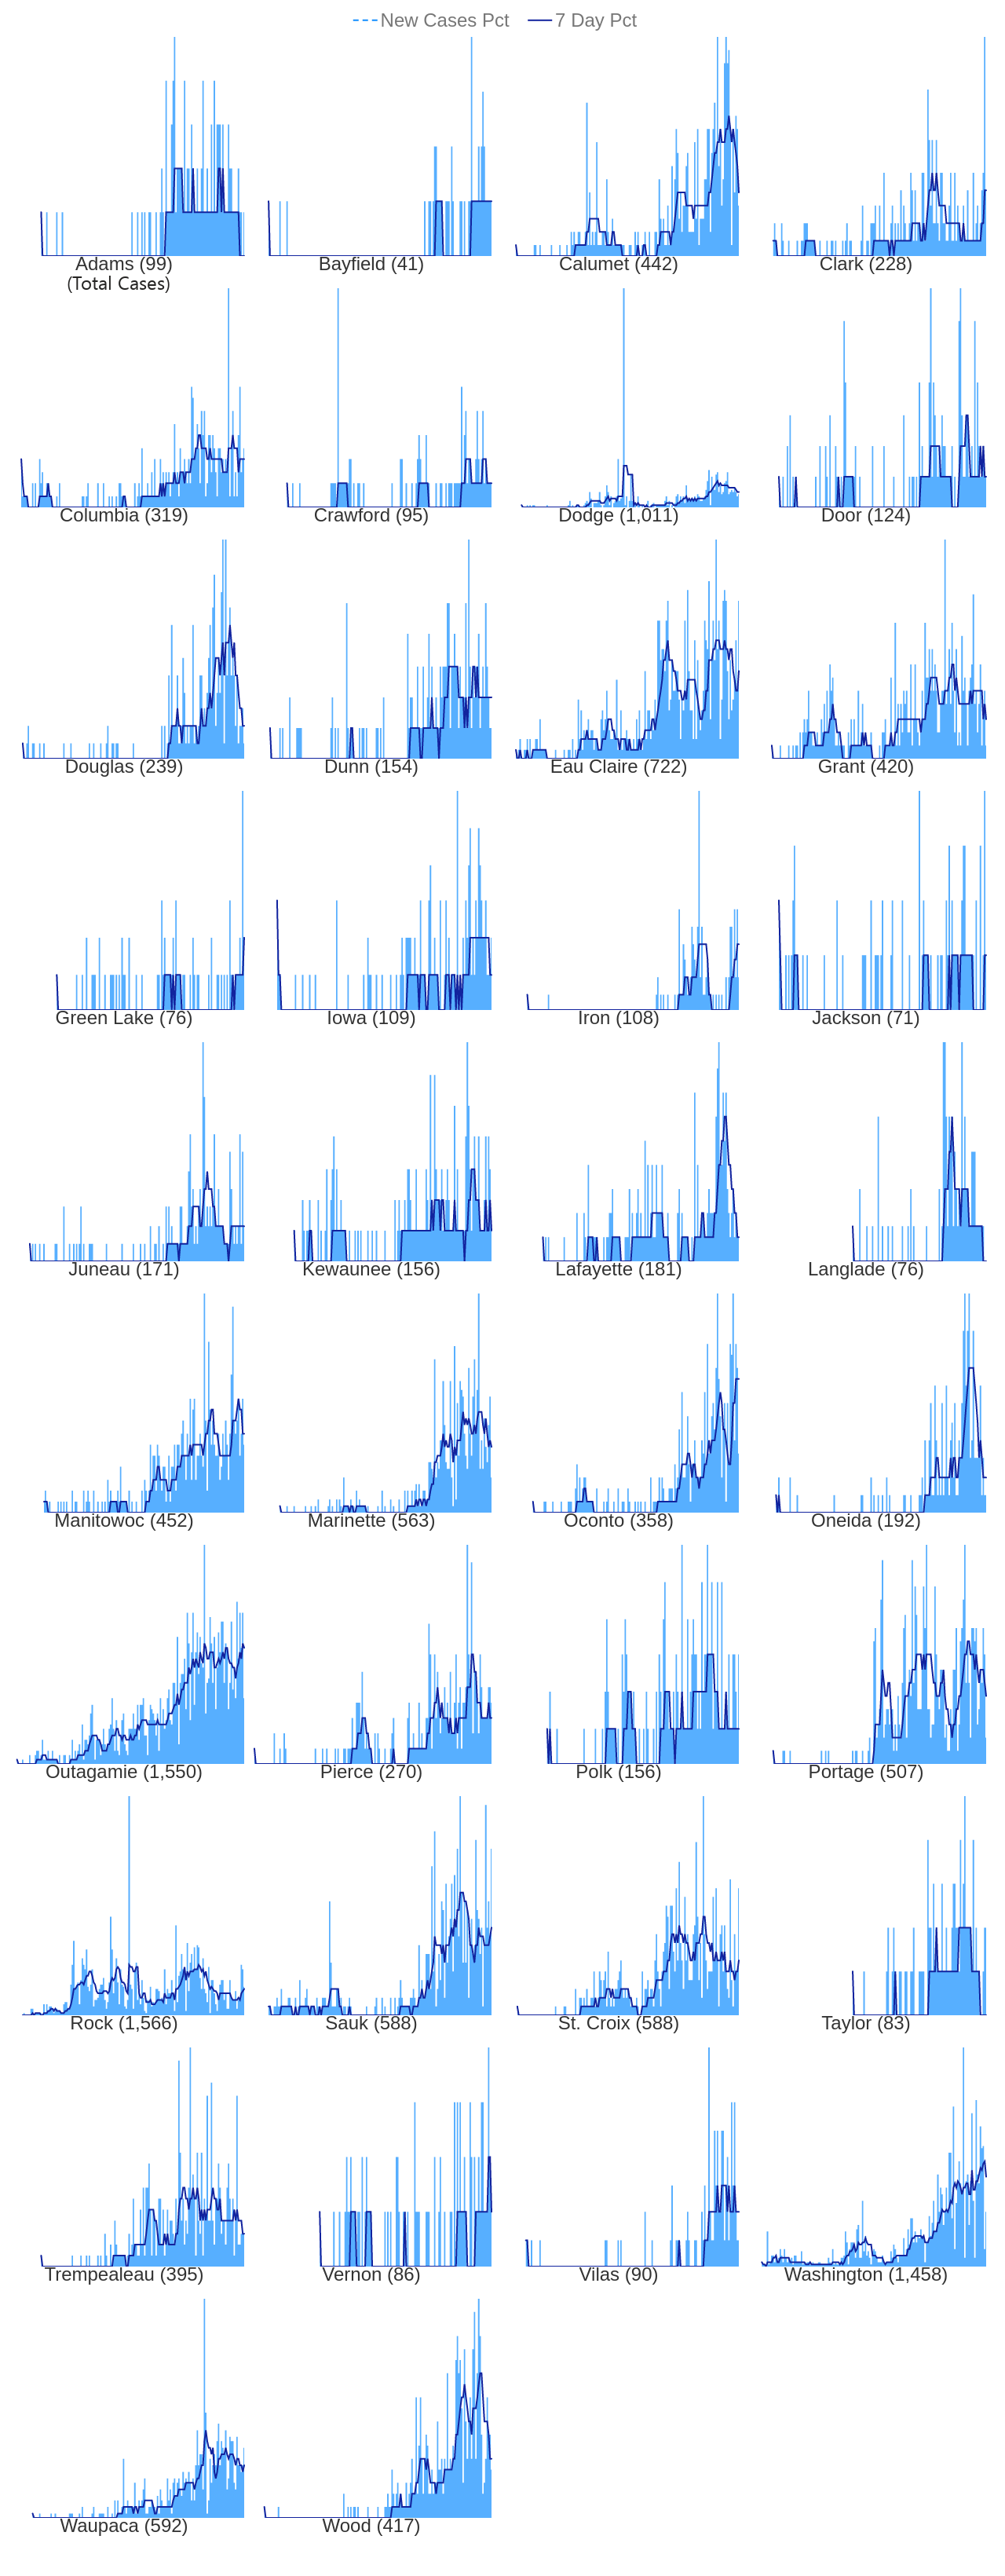 New Cases Pct 7 Day Pct
Adams (99) Bayfield (41) Calumet (442) Clark (228)
(Total Cases)
Columbia (319) Crawford (95) Dodge (1,011) Door (124)
Douglas (239) Dunn (154) Eau Claire (722) Grant (420)
Green Lake (76) Iowa (109) Iron (108) Jackson (71)
Juneau (171) Kewaunee (156) Lafayette (181) Langlade (76)
Manitowoc (452) Marinette (563) Oconto (358) Oneida (192)
Outagamie (1,550) Pierce (270) Polk (156) Portage (507)
Rock (1,566) Sauk (588) St. Croix (588) Taylor (83)
Trempealeau (395) Vernon (86) Vilas (90) Washington (1,458)
Waupaca (592) Wood (417)